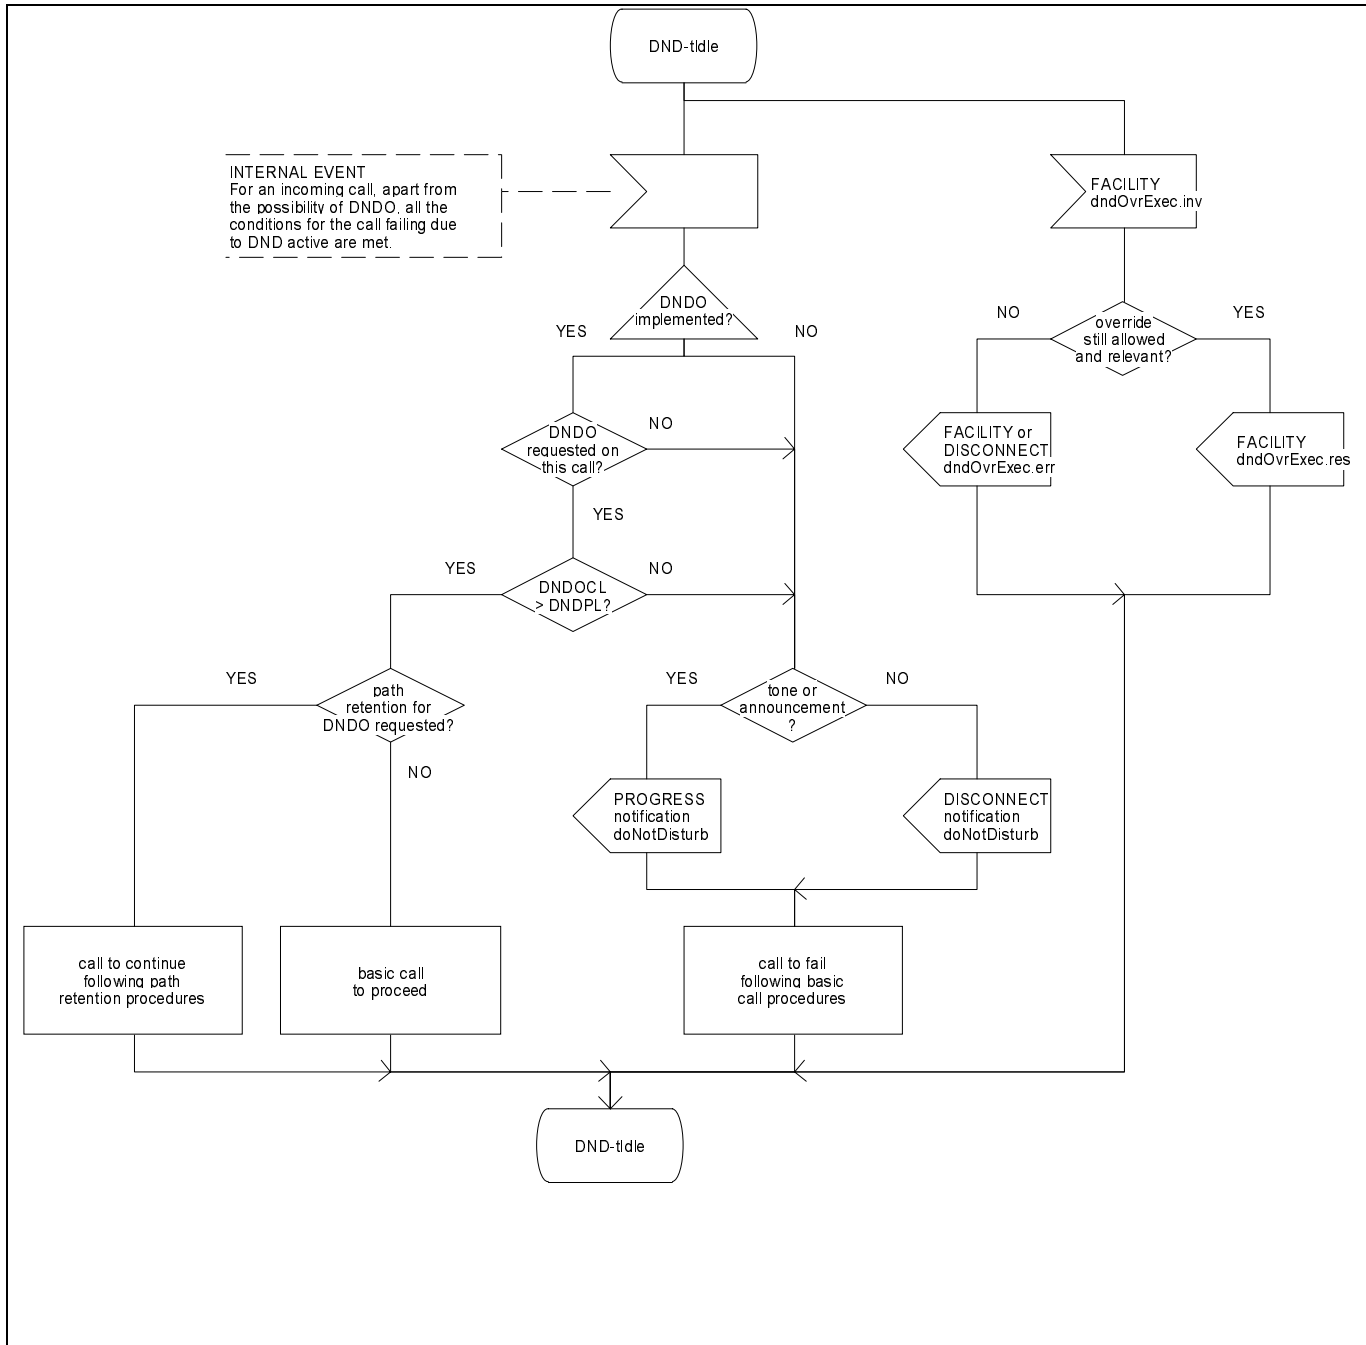 DND-tIdle
INTERNAL EVENT
For an incoming call, apart from
the possibility of DNDO, all the
conditions for the call failing due
to DND active are met.
FACILITY
dndOvrExec.inv
DNDO
implemented?
YES
NO
NO
override
still allowed
and relevant?
YES
DNDO
requested on
this call?
NO
YES
FACILITY or
DISCONNECT
dndOvrExec.err
FACILITY
dndOvrExec.res
YES
DNDOCL
> DNDPL?
NO
YES
path
retention for
DNDO requested?
NO
YES
tone or
announcement
?
NO
PROGRESS
notification
doNotDisturb
DISCONNECT
notification
doNotDisturb
call to continue
following path
retention procedures
basic call
to proceed
call to fail
following basic
call procedures
DND-tIdle